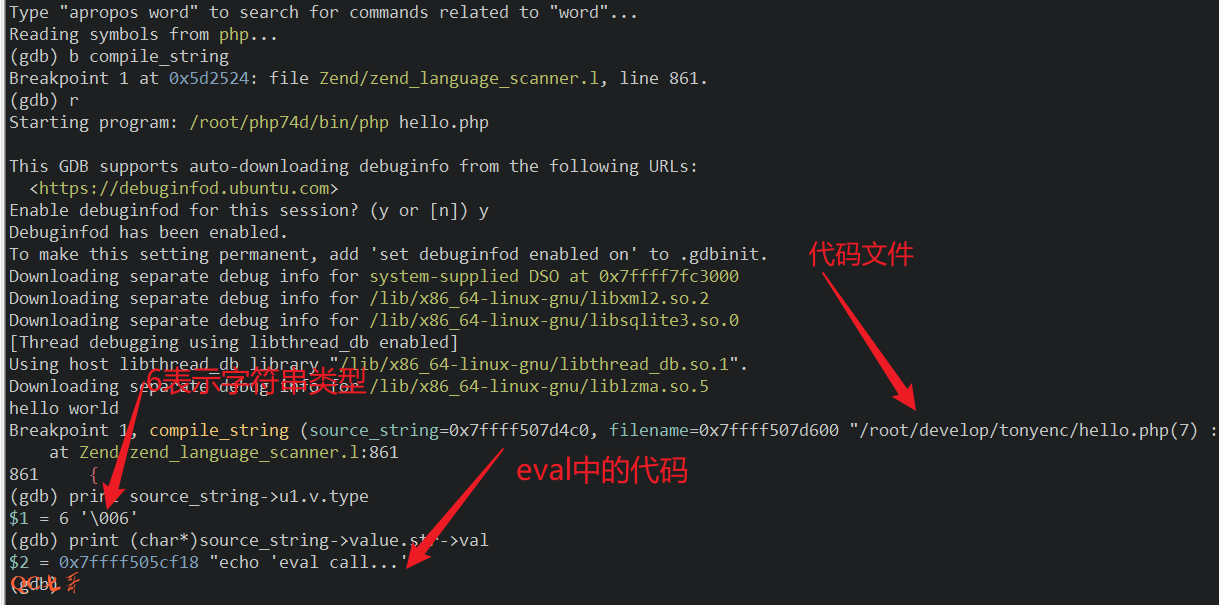 Type "apropos word" to search for commands related to "word"...
Reading symbols from php...
(gdb) b compile_string
Breakpoint 1 at 0x5d2524: file Zend/zend_language_scanner.l, line 861.
(gdb) r
Starting program: /root/php74d/bin/php hello.php
This GDB supports auto-downloading debuginfo from the following URLs:
<https://debuginfod.ubuntu.com>
Enable debuginfod for this session? (y or [n]) y
Debuginfod has been enabled.
To make this setting permanent, add 'set debuginfod enabled on' to .gdbinit.
代码文件
Downloading separate debug info for system-supplied DSO at 0x7ffff7fc3000
Downloading separate debug info for /lib/x86_64-linux-gnu/libxml2.so.2
Downloading separate debug info for /lib/x86_64-linux-gnu/libsqlite3.so.0
[Thread debugging using libthread_db enabled]
Using host libthread_db library "/lib/x86_64-linux-gnu/libthread_db.so.1".
6表示字符串类型
Downloading separate debug info for /lib/x86_64-linux-gnu/liblzma.so.5
hello world
Breakpoint 1, compile_string (source_string=0x7ffff507d4c0, filename=0x7ffff507d600 "/root/develop/tonyenc/hello.php(7) :
at Zend/zend_language_scanner.l:861
861 {
eval中的代码
(gdb) print source_string->u1.v.type
$1 = 6 '\006'
(gdb) print (char*)source_string->value.str->val
$2 = 0x7ffff505cf18 "echo 'eval call...'
(gdb)